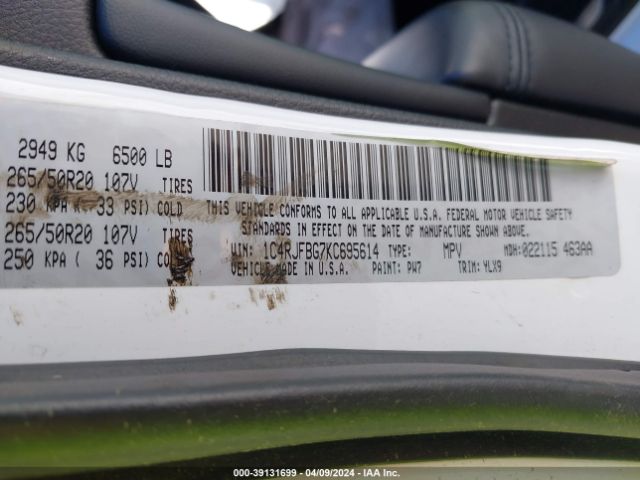 2949 KG 6500 LB
265/50R20 107V TIRES
230 KPA ( 33 PSI) COLD
265/50R20 107V TIRES
250 KPA ( 36 PSI) COLD
THIS VEHICLE CONFORMS TO ALL APPLICABLE U.S.A. FEDERAL MOTOR VEHICLE SAFETY
STANDARDS IN EFFECT ON THE DATE OF MANUFACTURE SHOWN ABOVE.
VIN: 1C4RJFBG7KC695614 TYPE: MPV MDH:022115 463AA
VEHICLE MADE IN U.S.A. PAINT: PW7 TRIM: YLX9
000-39131699 - 04/09/2024 - IAA Inc.